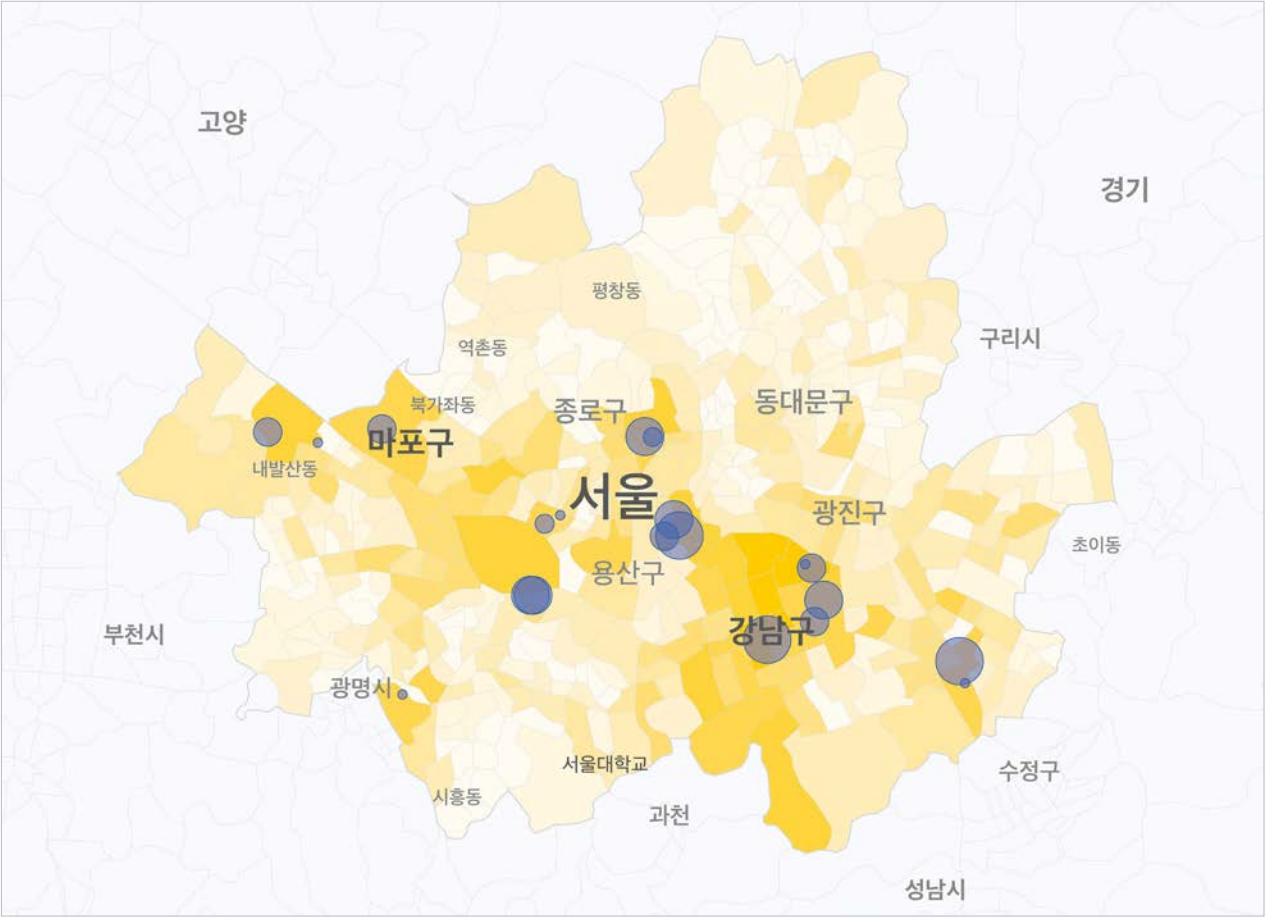 고양
경기
평창동
구리시
역촌동
북가좌동
종로구
동대문구
마포구
내발산동
서울
광진구
초이동
용산구
부천시
강남구
광명시
서울대학교
수정구
시흥동
과천
성남시